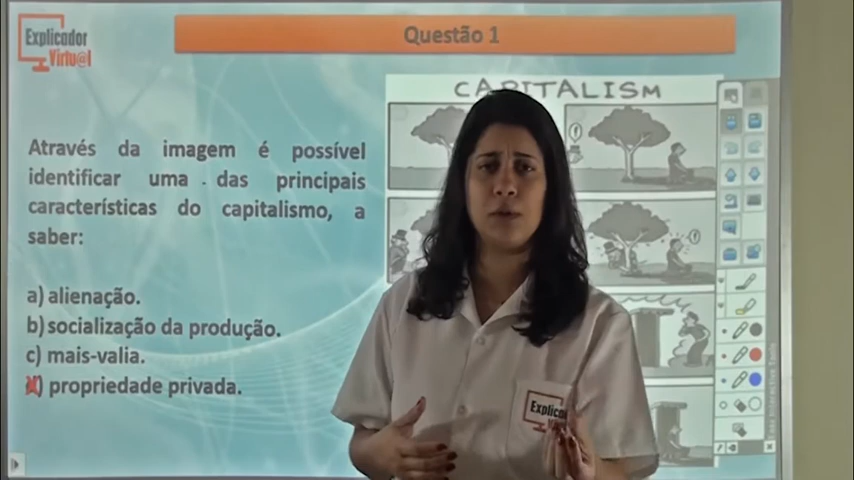 Explicador
Virtu@l
Questão 1
CAPITALISM
Através da imagem é possível
identificar uma das principais
características do capitalismo, a
saber:
a) alienação.
b) socialização da produção.
c) mais-valia.
) propriedade privada.